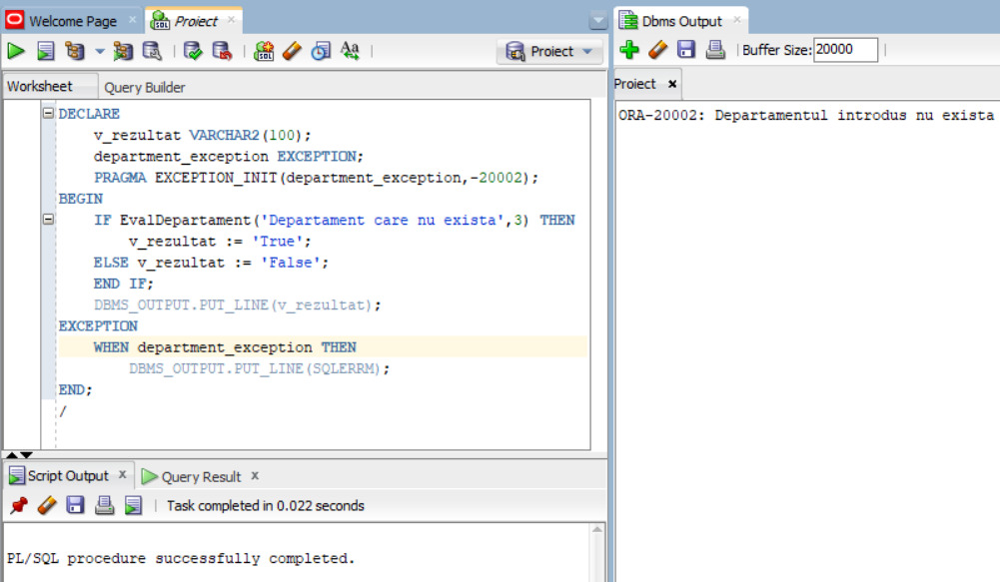 Welcome Page
Proiect
Proiect
Worksheet
Query Builder
DECLARE
v_rezultat VARCHAR2(100);
department_exception EXCEPTION;
PRAGMA EXCEPTION_INIT(department_exception,-20002);
BEGIN
IF EvalDepartament('Departament care nu exista',3) THEN
v_rezultat := 'True';
ELSE v_rezultat := 'False';
END IF;
DBMS_OUTPUT.PUT_LINE(v_rezultat);
EXCEPTION
WHEN department_exception THEN
DBMS_OUTPUT.PUT_LINE(SQLERRM);
END;
/
Script Output
Query Result
Task completed in 0.022 seconds
PL/SQL procedure successfully completed.
Dbms Output
Buffer Size: 20000
Proiect
ORA-20002: Departamentul introdus nu exista